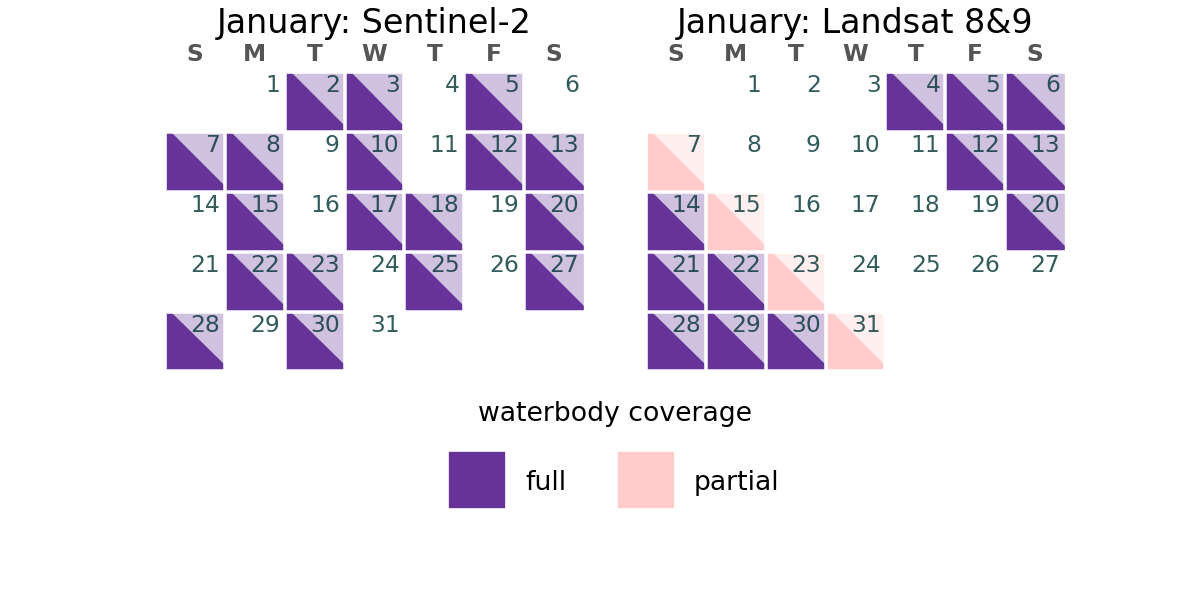 January: Sentinel-2
S M T W T F S
1 2 3 4 5 6
7 8 9 10 11 12 13
14 15 16 17 18 19 20
21 22 23 24 25 26 27
28 29 30 31
January: Landsat 8&9
S M T W T F S
1 2 3 4 5 6
7 8 9 10 11 12 13
14 15 16 17 18 19 20
21 22 23 24 25 26 27
28 29 30 31
waterbody coverage
full partial